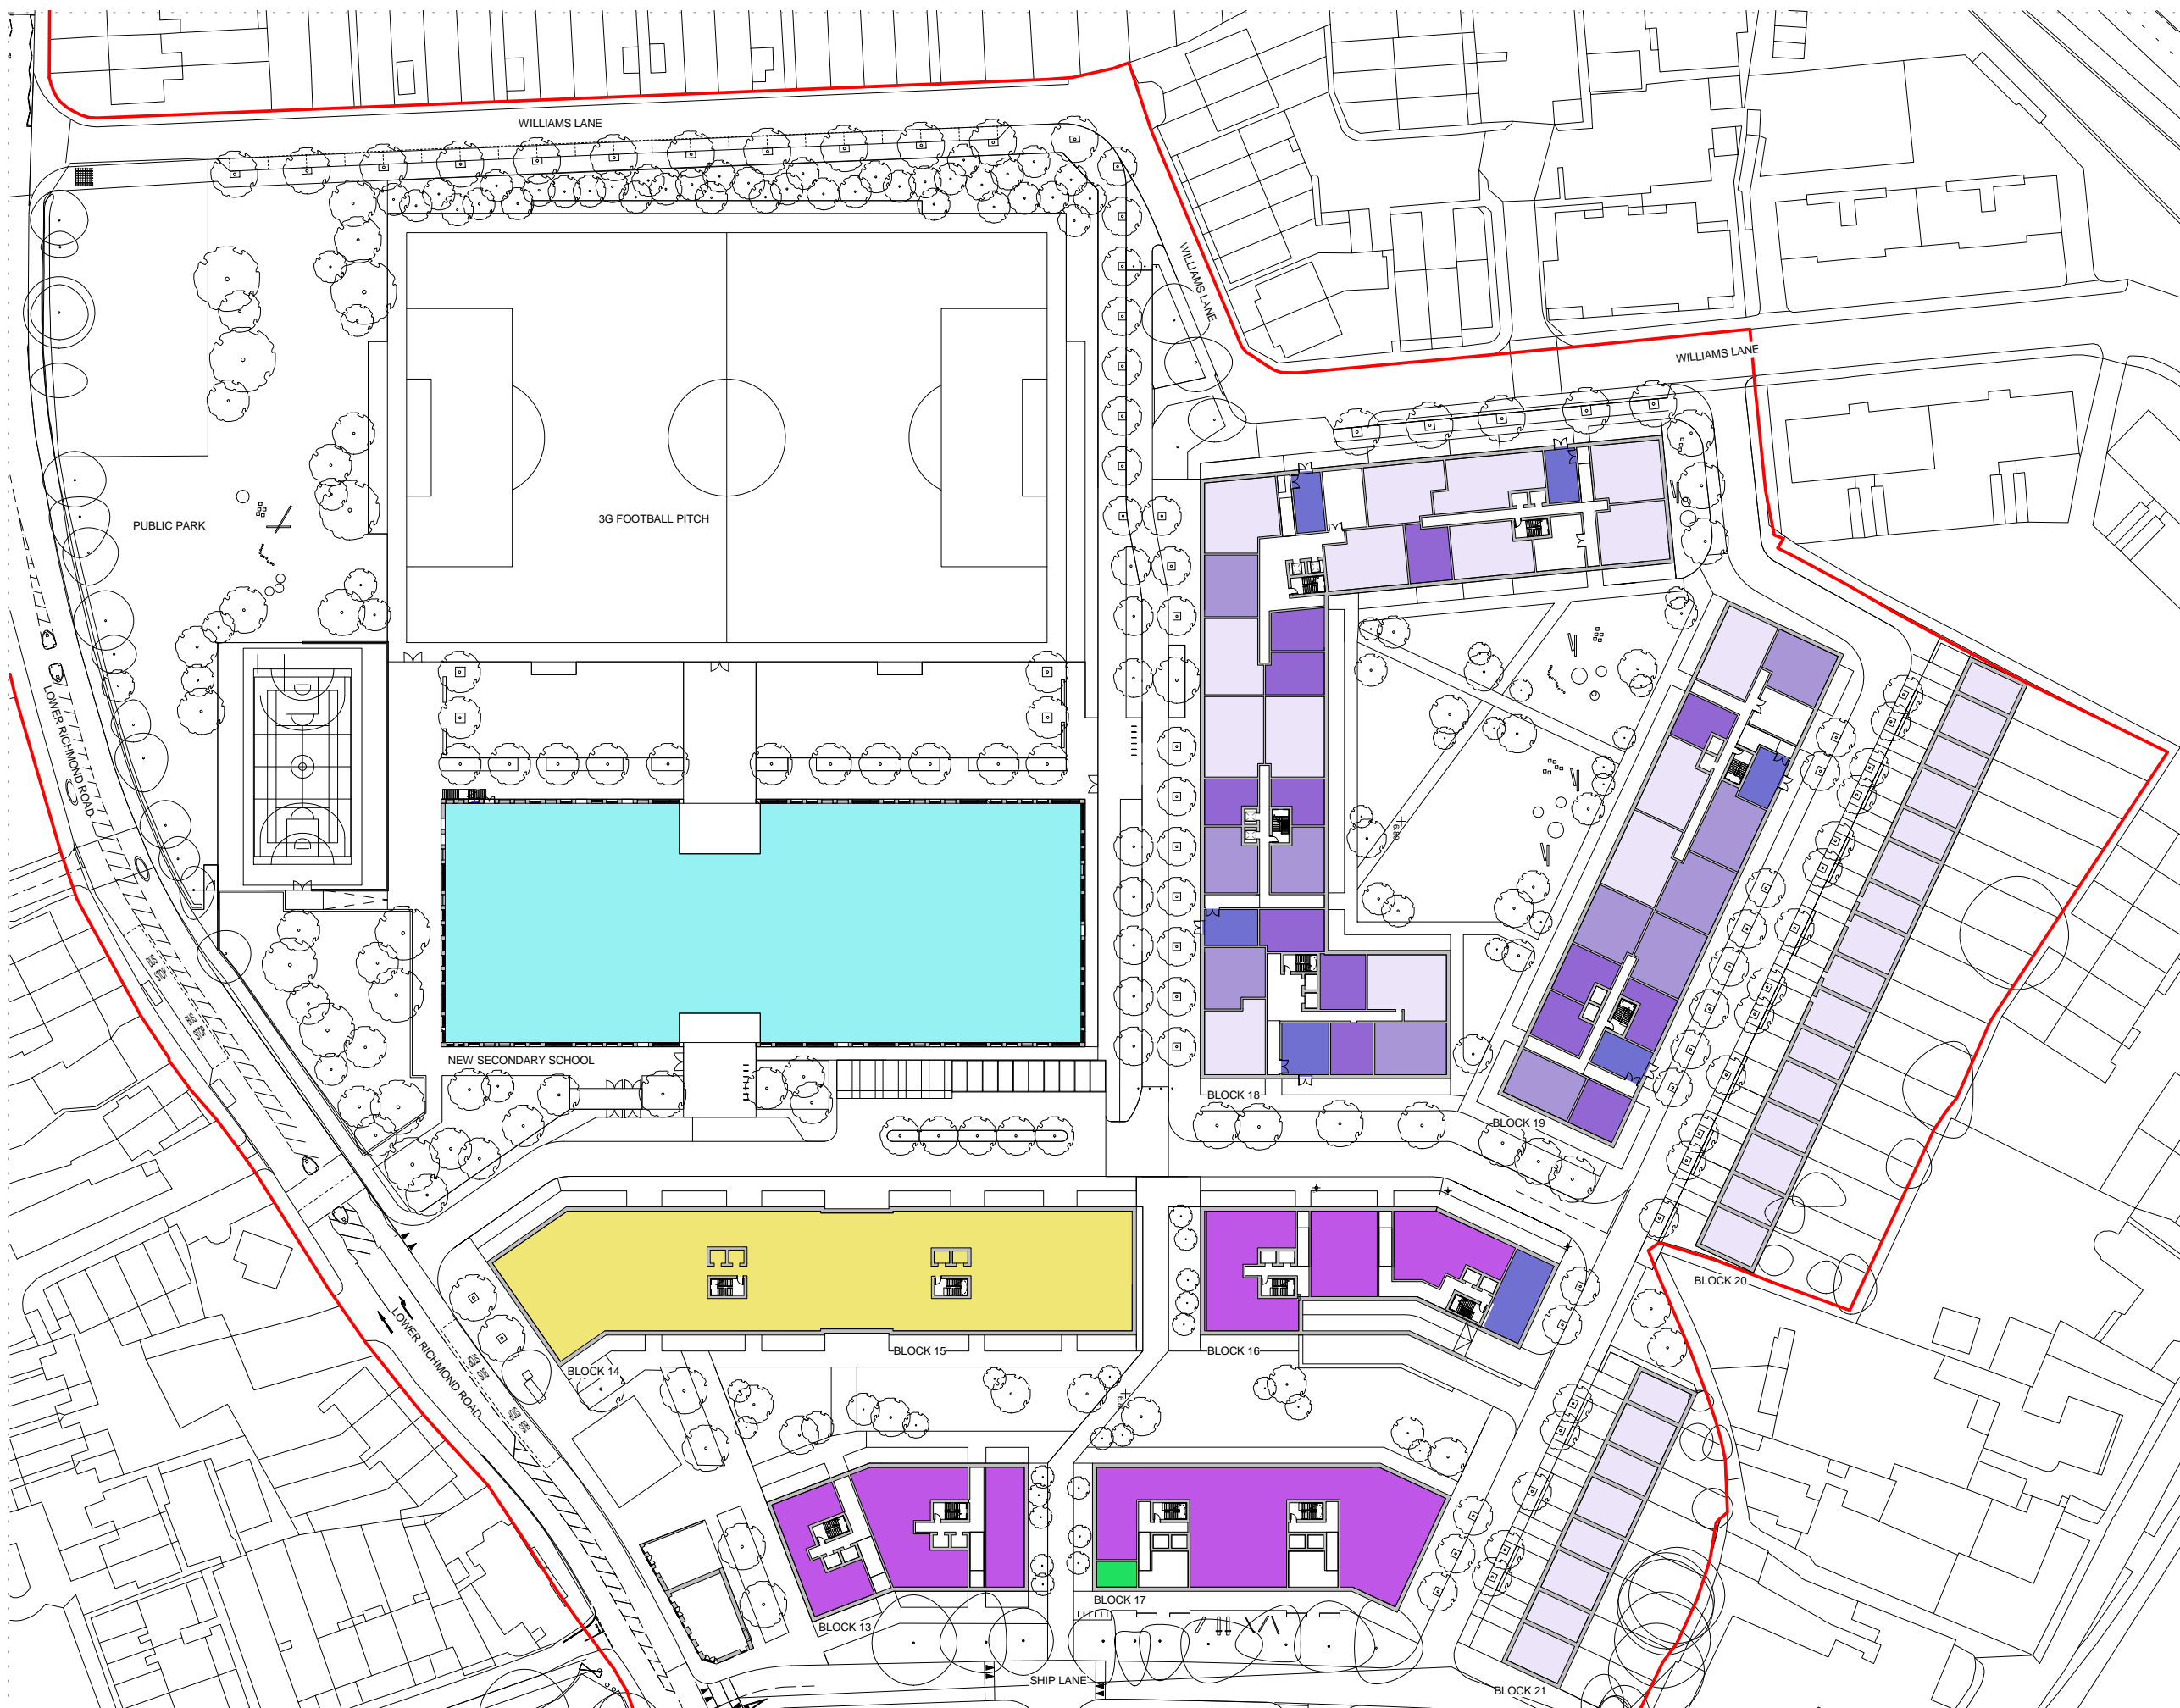 WILLIAMS LANE
WILLIAMS LANE
WILLIAMS LANE
PUBLIC PARK
3G FOOTBALL PITCH
LOWER RICHMOND ROAD
NEW SECONDARY SCHOOL
BLOCK 18
BLOCK 19
BLOCK 20
LOWER RICHMOND ROAD
BLOCK 14
BLOCK 15
BLOCK 16
BLOCK 13
BLOCK 17
SHIP LANE
BLOCK 21